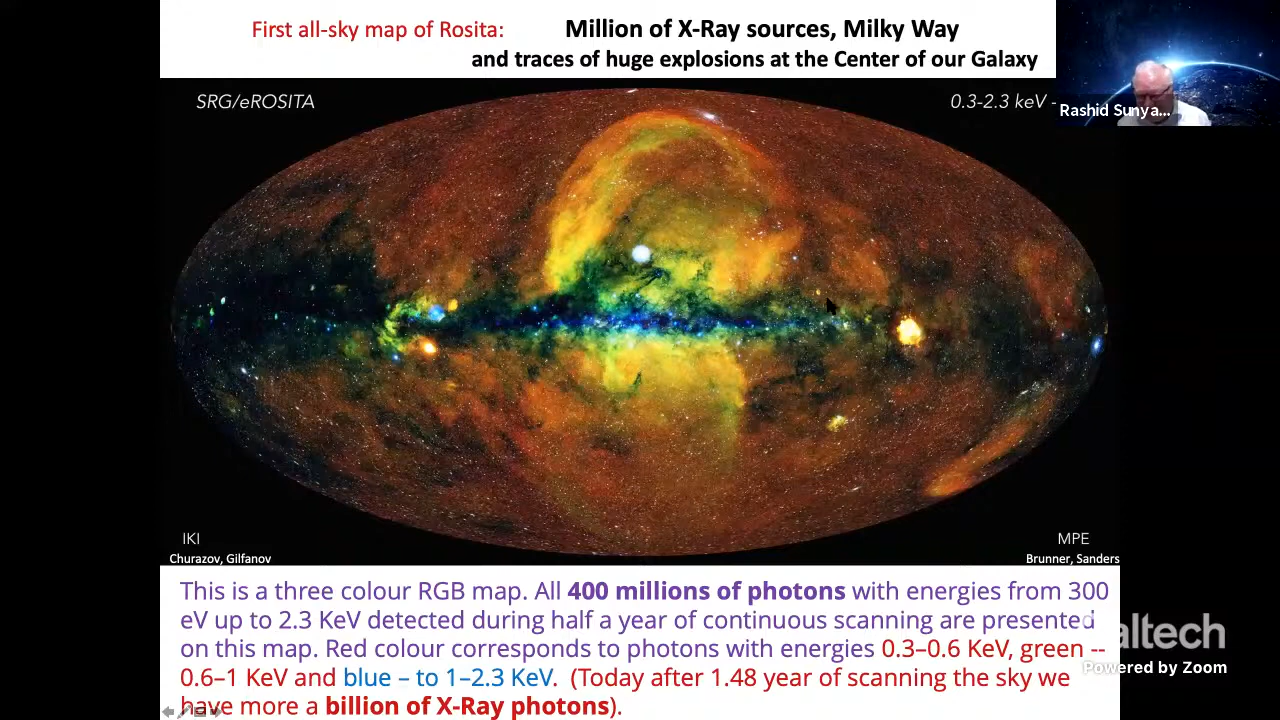 First all-sky map of Rosita: Million of X-Ray sources, Milky Way
and traces of huge explosions at the Center of our Galaxy
SRG/eROSITA
0.3-2.3 keV -
Rashid Sunya...
IKI
Churazov, Gilfanov
MPE
Brunner, Sanders
This is a three colour RGB map. All 400 millions of photons with energies from 300
eV up to 2.3 KeV detected during half a year of continuous scanning are presented
on this map. Red colour corresponds to photons with energies 0.3–0.6 KeV, green --
0.6–1 KeV and blue – to 1–2.3 KeV. (Today after 1.48 year of scanning the sky we
have more a billion of X-Ray photons).
altech
Powered by Zoom